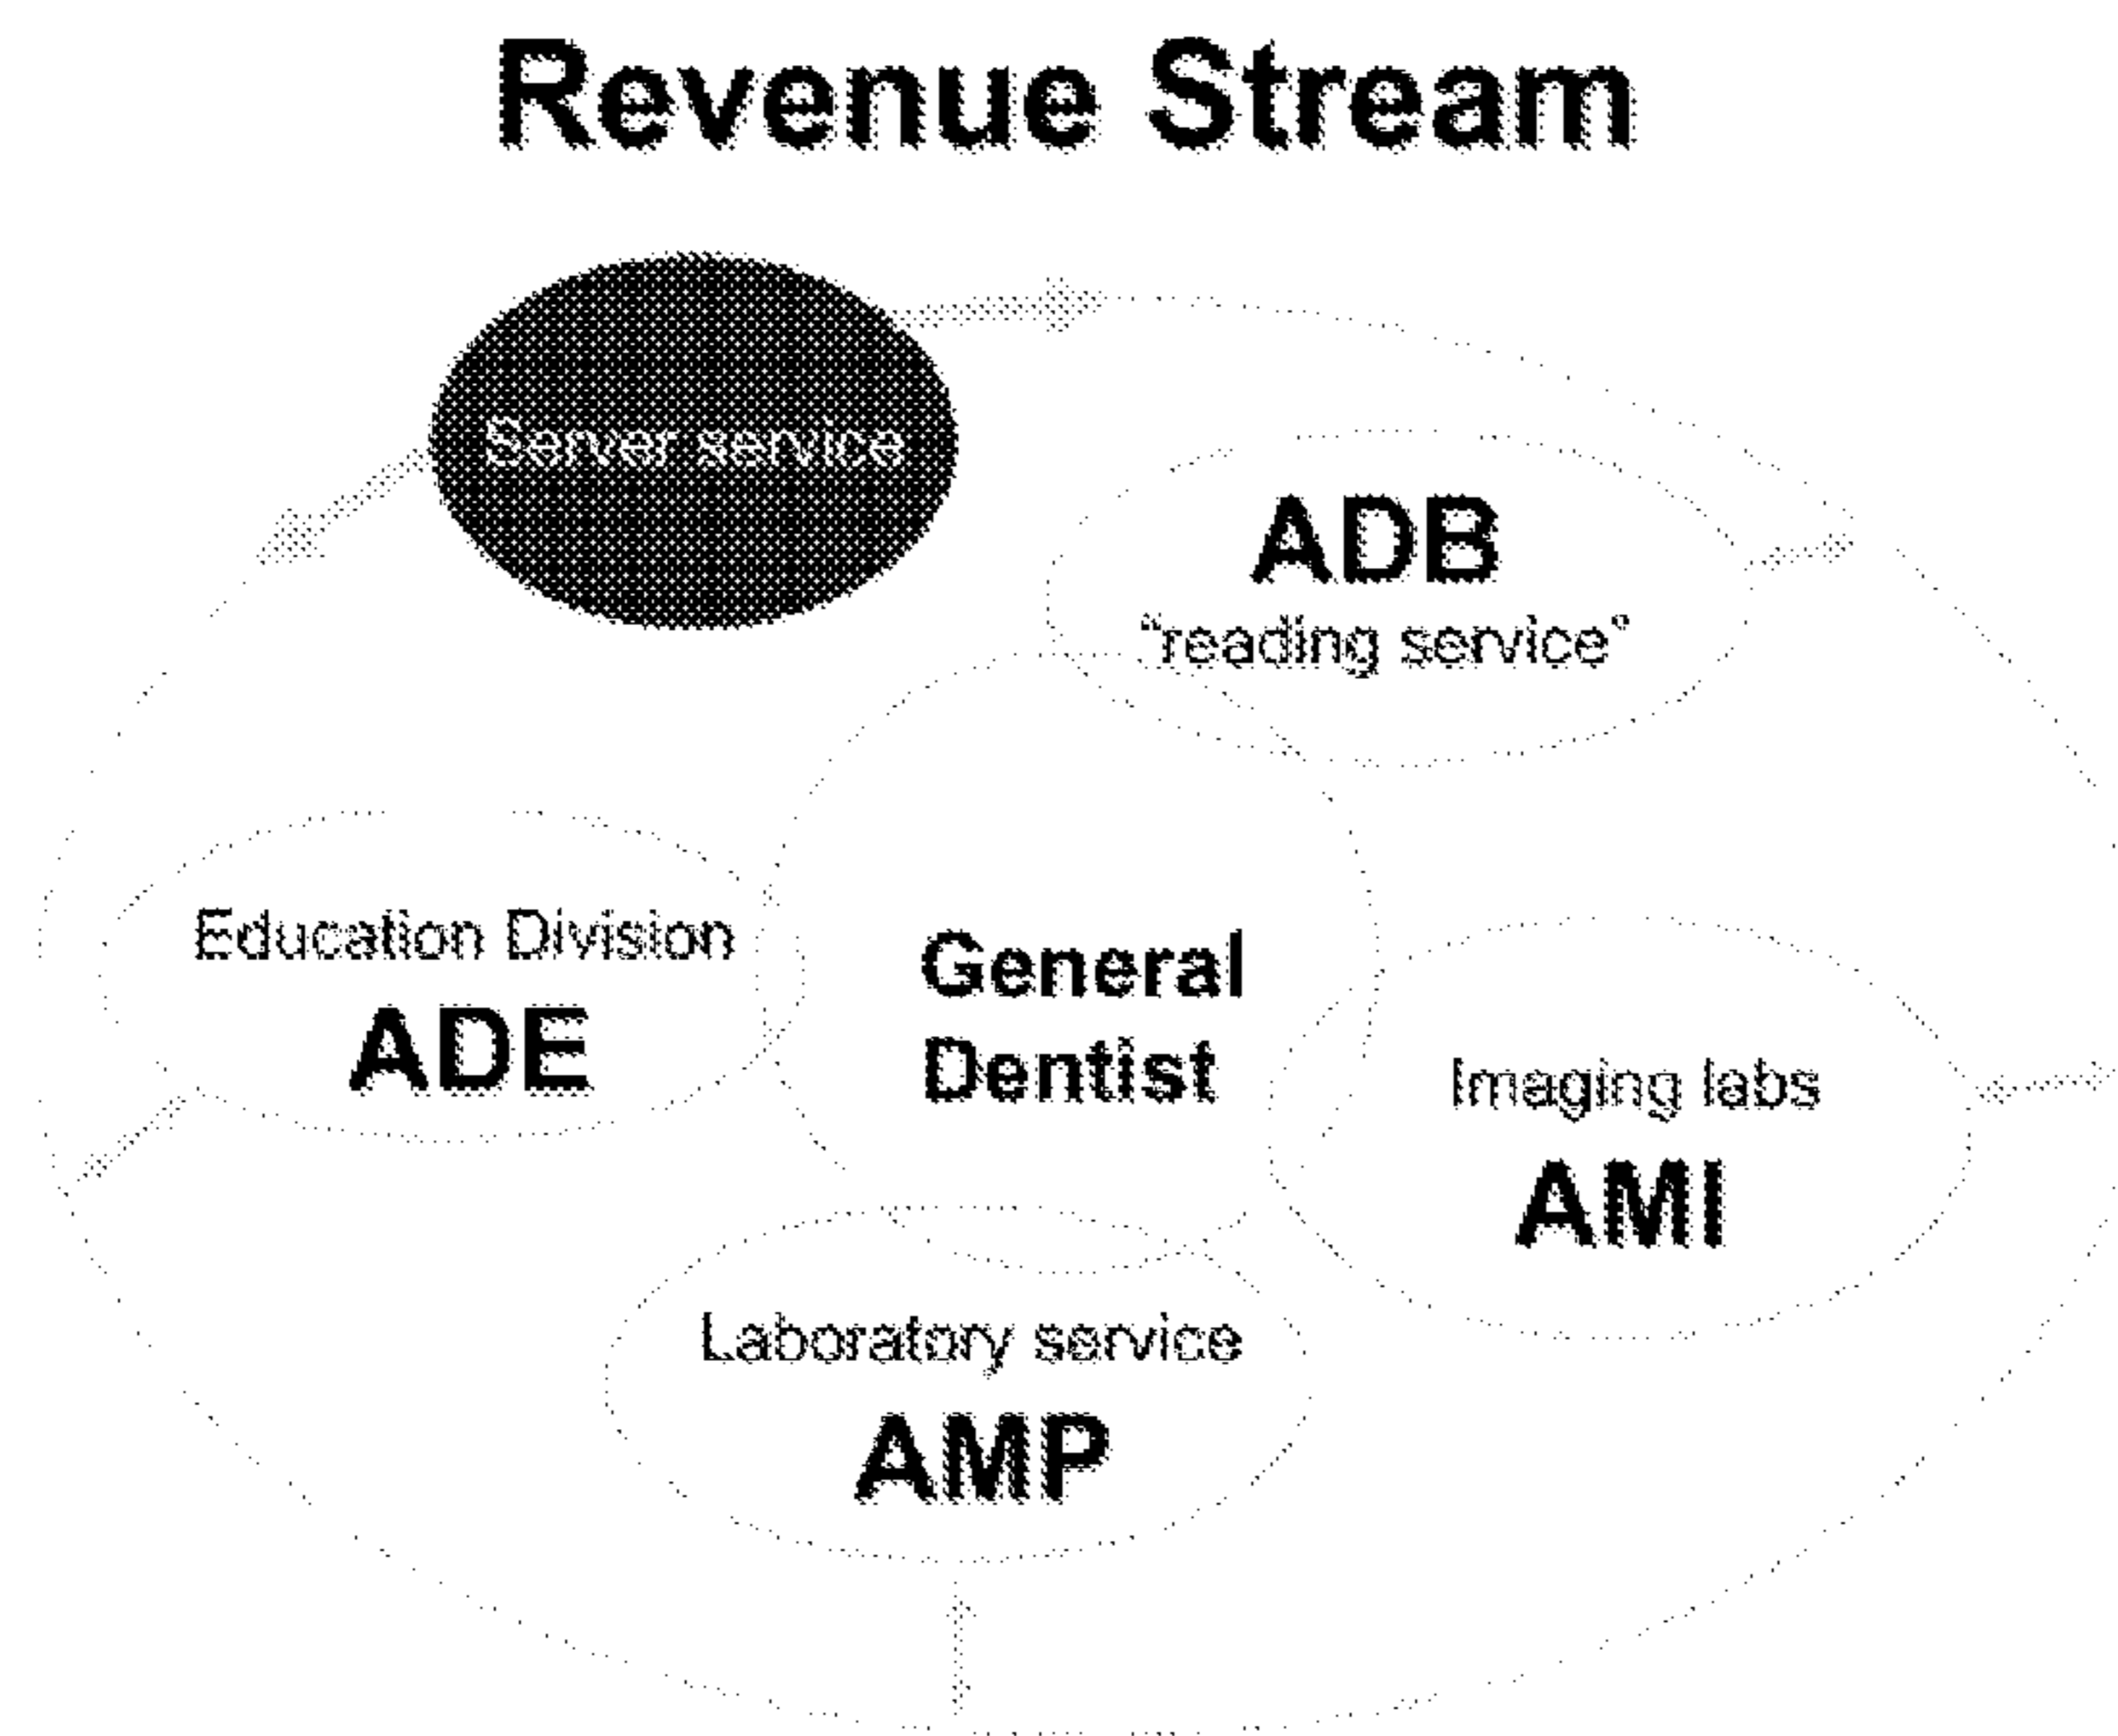 Revenue Stream
Server service
ADB
“reading service”
Education Division
ADE
General
Dentist
Imaging labs
AMI
Laboratory service
AMP